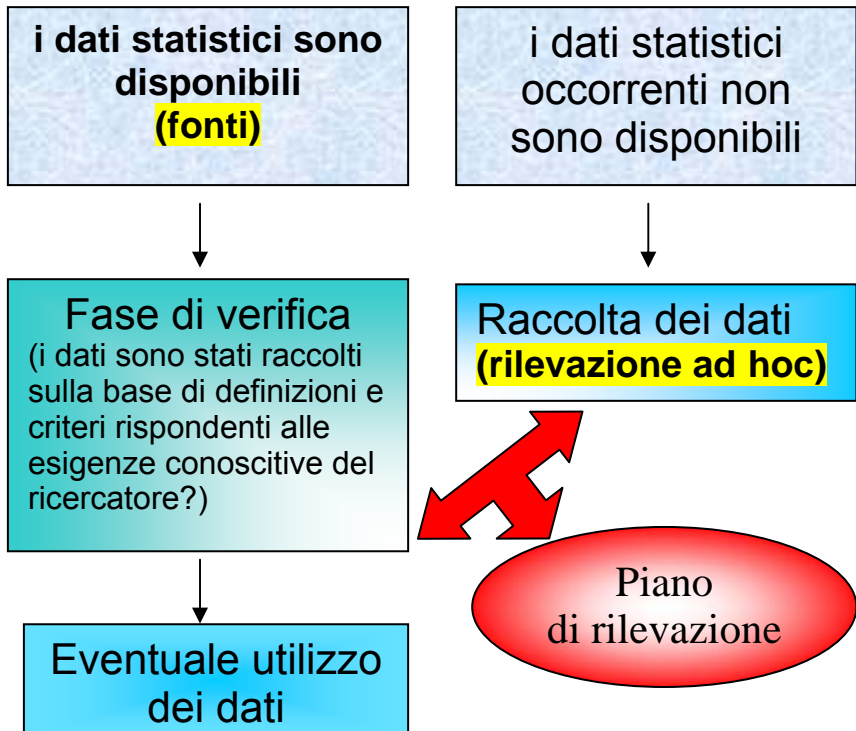 i dati statistici sono
disponibili
(fonti)
i dati statistici
occorrenti non
sono disponibili
Fase di verifica
(i dati sono stati raccolti
sulla base di definizioni e
criteri rispondenti alle
esigenze conoscitive del
ricercatore?)
Raccolta dei dati
(rilevazione ad hoc)
Piano
di rilevazione
Eventuale utilizzo
dei dati